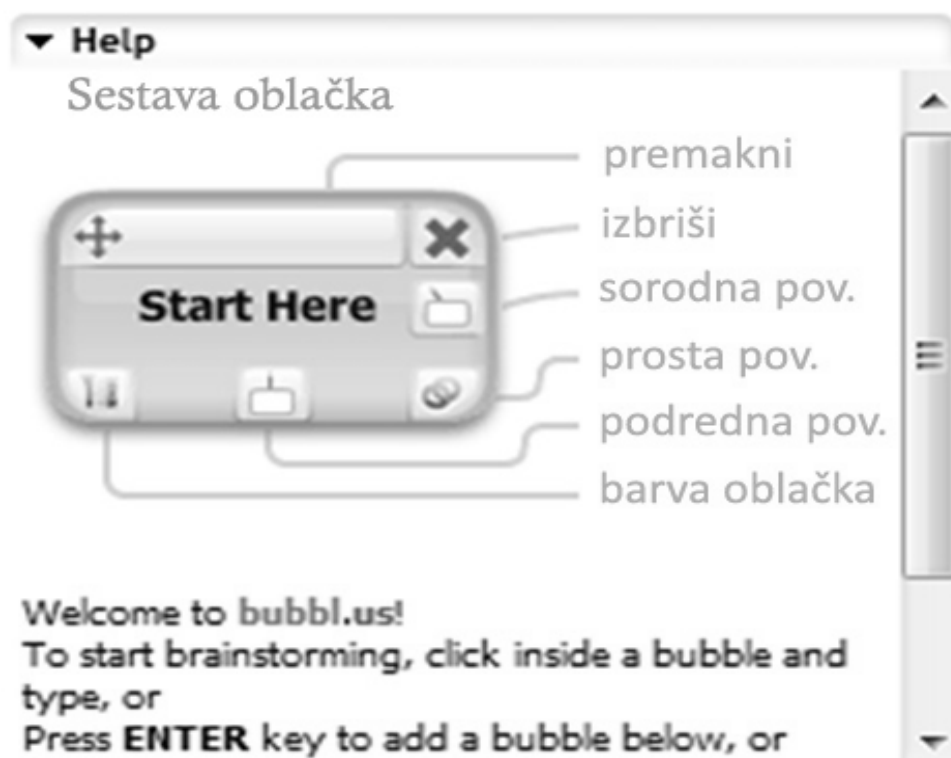 Help
Sestava oblačka
premakni
izbriši
Start Here
sorodna pov.
prosta pov.
podredna pov.
barva oblačka
Welcome to bubbl.us!
To start brainstorming, click inside a bubble and
type, or
Press ENTER key to add a bubble below, or